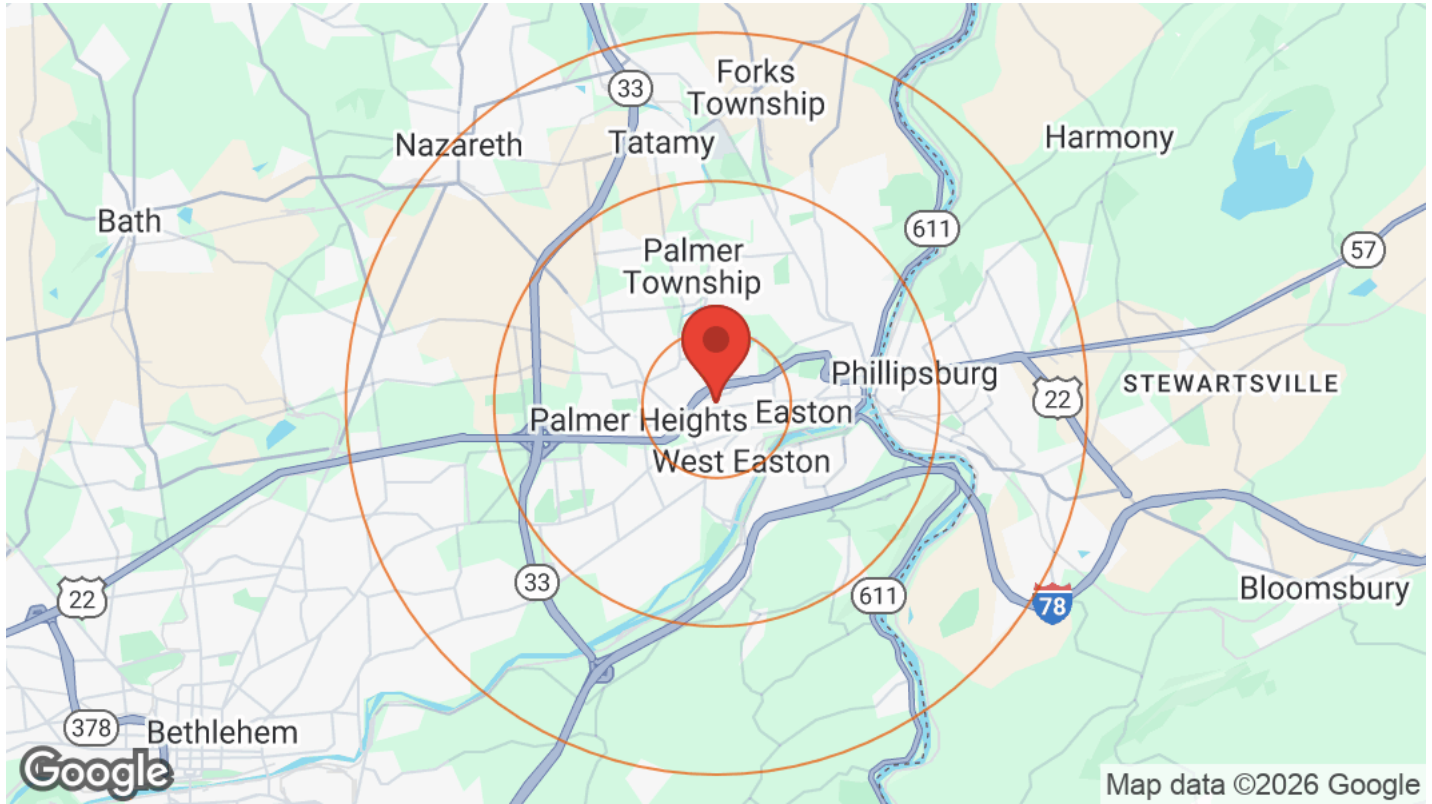 Forks
Township
33
Nazareth
Tatamy
Harmony
Bath
611
57
Palmer
Township
Phillipsburg
STEWARTSVILLE
22
Palmer Heights
Easton
West Easton
33
22
611
78
Bloomsbury
378
Bethlehem
Google
Map data ©2026 Google